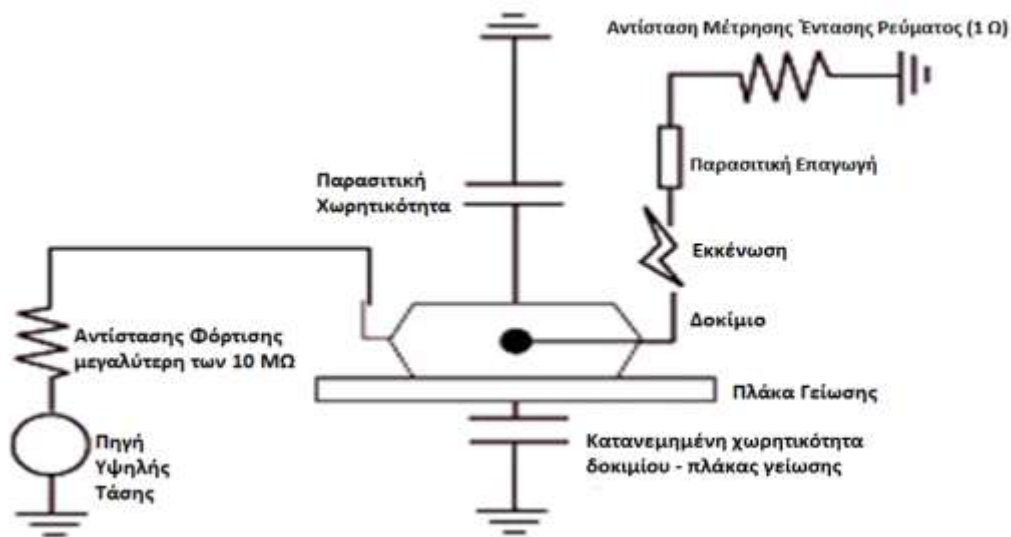 Αντίσταση Μέτρησης Έντασης Ρεύματος (1 Ω)
Παρασιτική
Χωρητικότητα
Παρασιτική Επαγωγή
Εκκένωση
Δοκίμιο
Αντίστασης Φόρτισης
μεγαλύτερη των 10 ΜΩ
Πλάκα Γείωσης
Πηγή
Υψηλής
Τάσης
Κατανεμημένη χωρητικότητα
δοκιμίου - πλάκας γείωσης